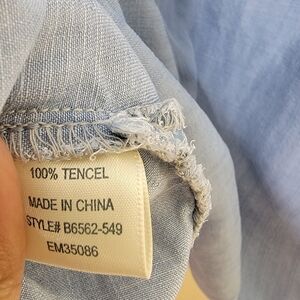 100% TENCEL
MADE IN CHINA
STYLE# B6562-549
EM35086